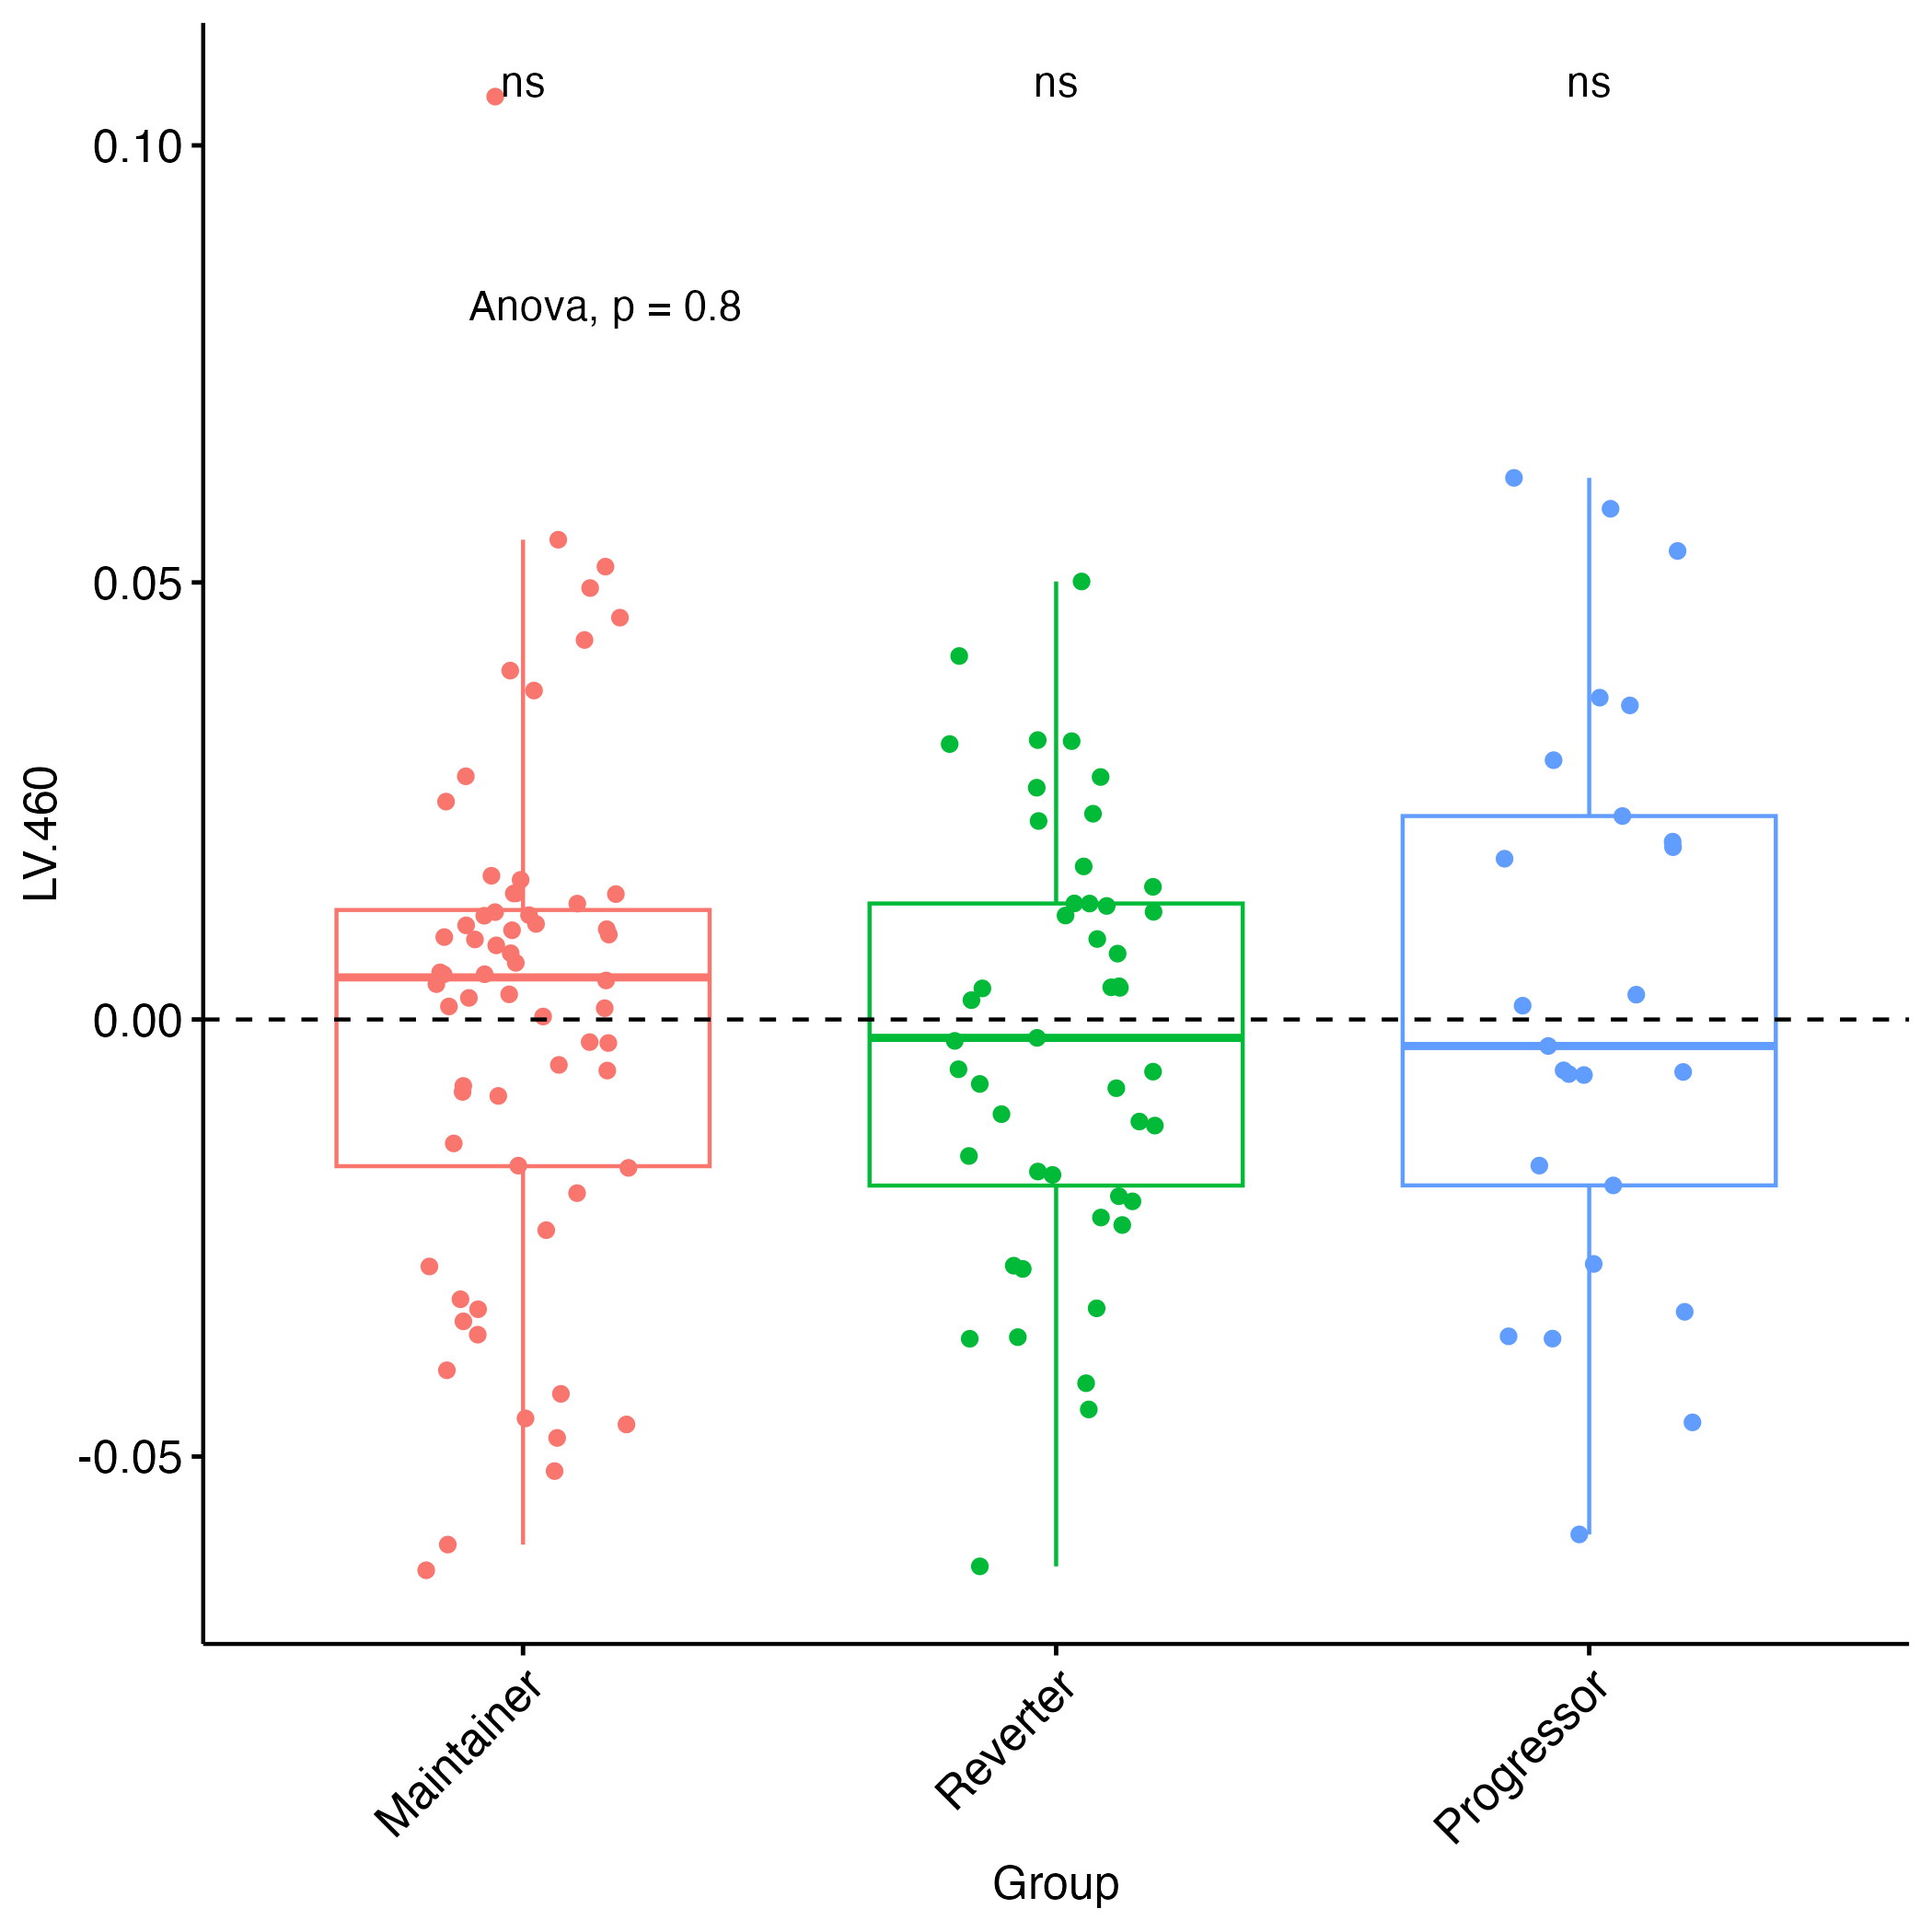 ns ns ns
0.10
Anova, p = 0.8
0.05
LV.460
0.00
-0.05
Maintainer Reverter Progressor
Group